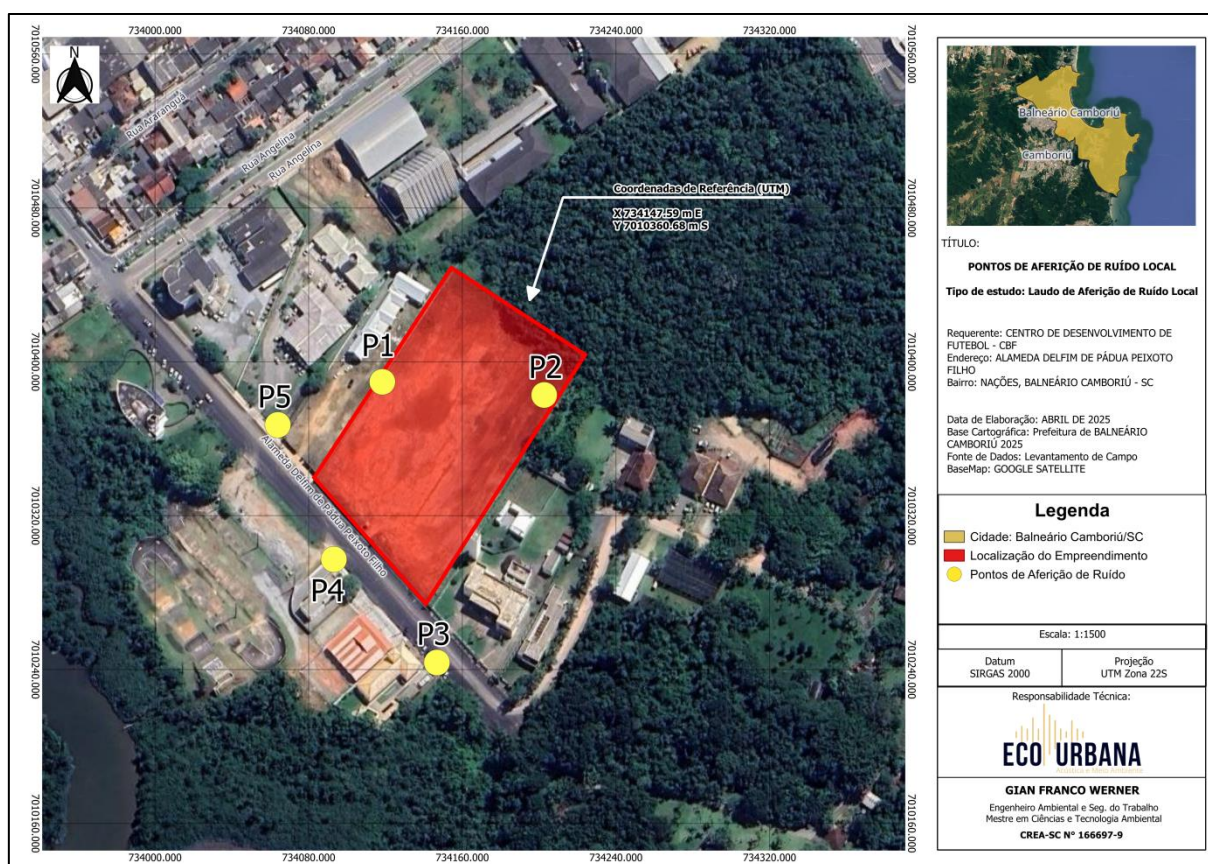 734000.000
734080.000
734160.000
734240.000
734320.000
7010560.000
7010560.000
N
Rua Araranguá
Rua Angelina
Rua Angelina
7010480.000
7010480.000
Coordenadas de Referência (UTM)
X 734147.59 m E
Y 7010360.68 m S
7010400.000
7010400.000
P1
P2
P5
Alameda Delfim de Pádua Peixoto Filho
7010320.000
7010320.000
P4
P3
7010240.000
7010240.000
7010160.000
7010160.000
734000.000
734080.000
734160.000
734240.000
734320.000
Balneário Camboriú
Camboriú
TÍTULO:
PONTOS DE AFERIÇÃO DE RUÍDO LOCAL
Tipo de estudo: Laudo de Aferição de Ruído Local
Requerente: CENTRO DE DESENVOLVIMENTO DE
FUTEBOL - CBF
Endereço: ALAMEDA DELFIM DE PÁDUA PEIXOTO
FILHO
Bairro: NAÇÕES, BALNEÁRIO CAMBORIÚ - SC
Data de Elaboração: ABRIL DE 2025
Base Cartográfica: Prefeitura de BALNEÁRIO
CAMBORIÚ 2025
Fonte de Dados: Levantamento de Campo
BaseMap: GOOGLE SATELLITE
Legenda
Cidade: Balneário Camboriú/SC
Localização do Empreendimento
Pontos de Aferição de Ruído
Escala: 1:1500
Datum
SIRGAS 2000
Projeção
UTM Zona 22S
Responsabilidade Técnica:
ECO URBANA
Acústica e Meio Ambiente
GIAN FRANCO WERNER
Engenheiro Ambiental e Seg. do Trabalho
Mestre em Ciências e Tecnologia Ambiental
CREA-SC N° 166697-9